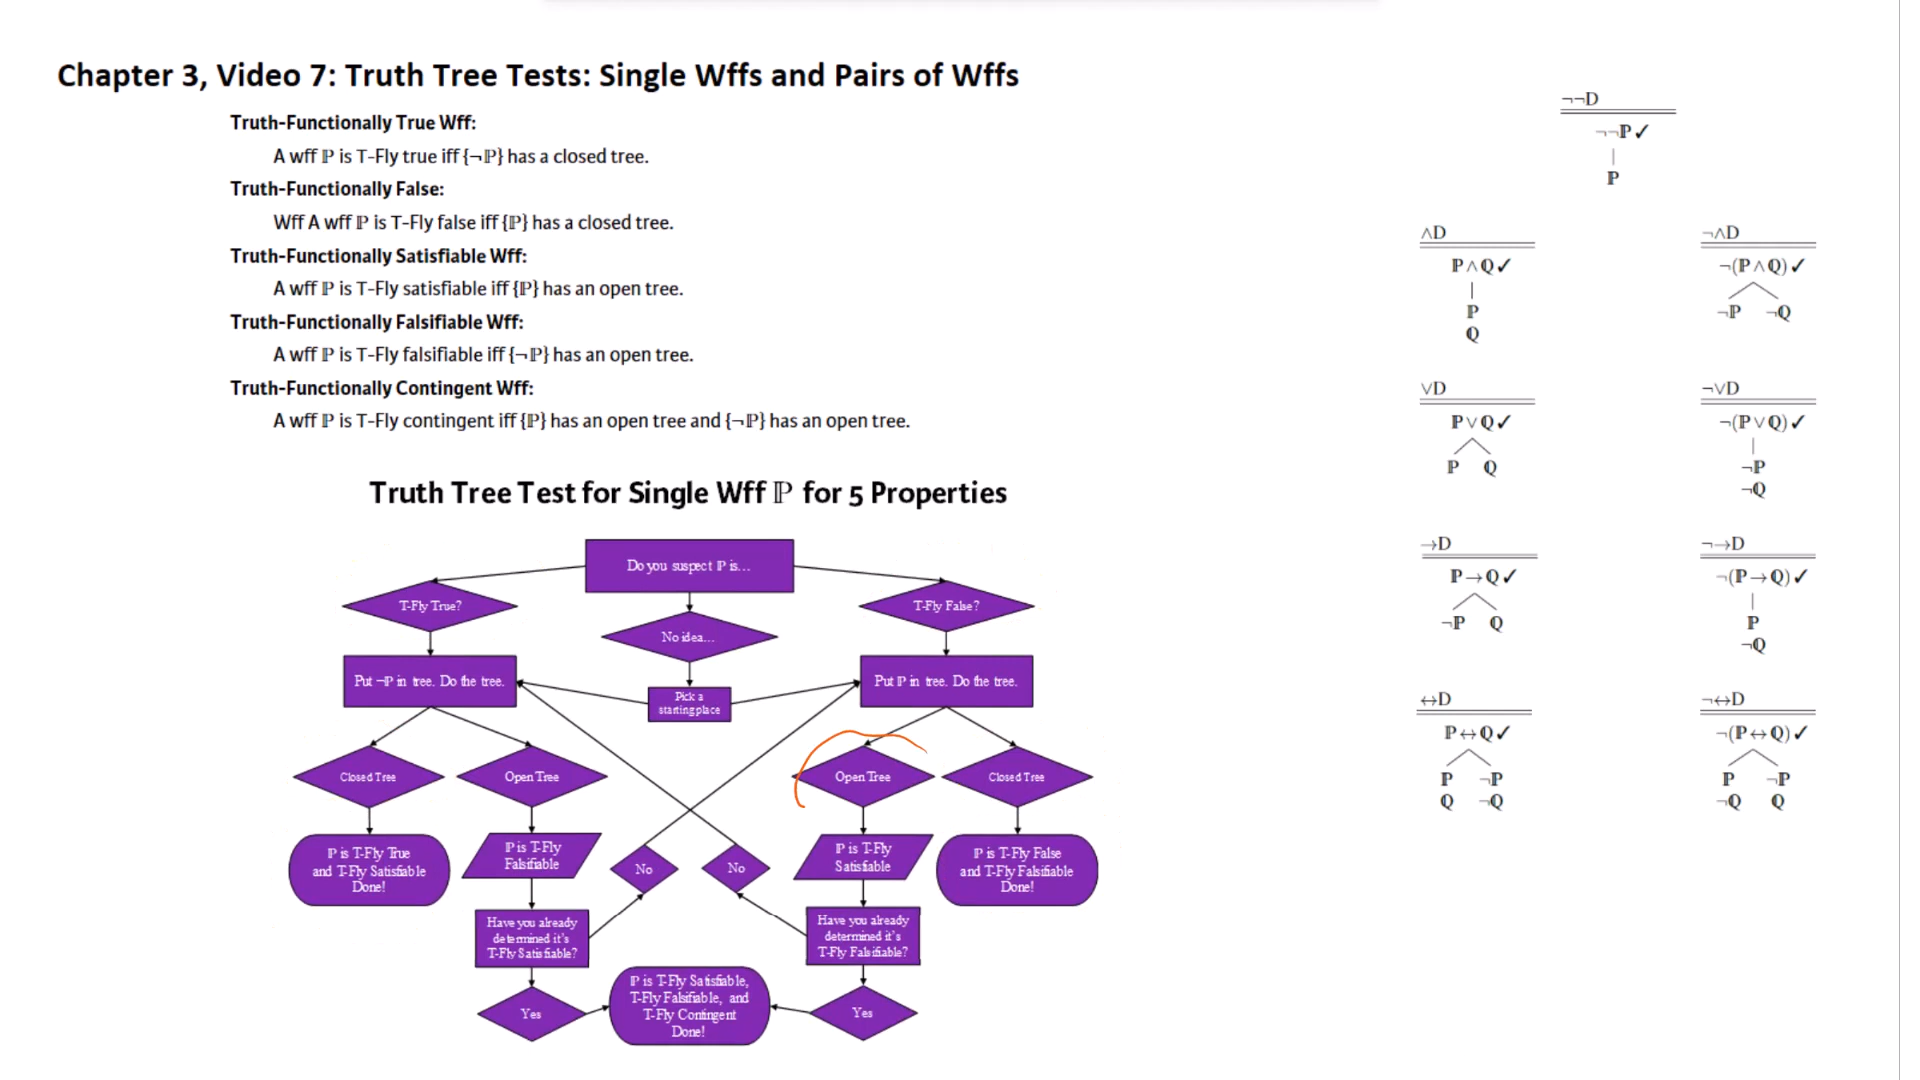 Chapter 3, Video 7: Truth Tree Tests: Single Wffs and Pairs of Wffs
Truth-Functionally True Wff:
A wff ℙ is T-Fly true iff {¬ℙ} has a closed tree.
Truth-Functionally False:
Wff A wff ℙ is T-Fly false iff {ℙ} has a closed tree.
Truth-Functionally Satisfiable Wff:
A wff ℙ is T-Fly satisfiable iff {ℙ} has an open tree.
Truth-Functionally Falsifiable Wff:
A wff ℙ is T-Fly falsifiable iff {¬ℙ} has an open tree.
Truth-Functionally Contingent Wff:
A wff ℙ is T-Fly contingent iff {ℙ} has an open tree and {¬ℙ} has an open tree.
Truth Tree Test for Single Wff ℙ for 5 Properties
Do you suspect ℙ is...
T-Fly True?
No idea...
T-Fly False?
Put ¬ℙ in tree. Do the tree.
Pick a
starting place
Put ℙ in tree. Do the tree.
Closed Tree
Open Tree
Open Tree
Closed Tree
ℙ is T-Fly True
and T-Fly Satisfiable
Done!
ℙ is T-Fly
Falsifiable
No
No
ℙ is T-Fly
Satisfiable
ℙ is T-Fly False
and T-Fly Falsifiable
Done!
Have you already
determined it's
T-Fly Satisfiable?
Have you already
determined it's
T-Fly Falsifiable?
Yes
ℙ is T-Fly Satisfiable,
T-Fly Falsifiable, and
T-Fly Contingent
Done!
Yes
¬¬D
¬¬ℙ✓
ℙ
∧D
ℙ∧ℚ✓
ℙ
ℚ
¬∧D
¬(ℙ∧ℚ)✓
¬ℙ ¬ℚ
∨D
ℙ∨ℚ✓
ℙ ℚ
¬∨D
¬(ℙ∨ℚ)✓
¬ℙ
¬ℚ
→D
ℙ→ℚ✓
¬ℙ ℚ
¬→D
¬(ℙ→ℚ)✓
ℙ
¬ℚ
↔D
ℙ↔ℚ✓
ℙ ¬ℙ
ℚ ¬ℚ
¬↔D
¬(ℙ↔ℚ)✓
ℙ ¬ℙ
¬ℚ ℚ